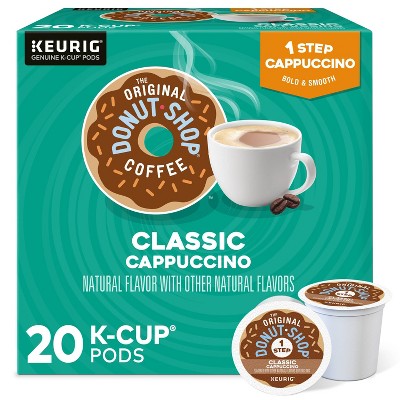 KEURIG®
GENUINE K-CUP® PODS
1 STEP
CAPPUCCINO
BOLD & SMOOTH
THE
ORIGINAL
DONUT·SHOP
COFFEE
CLASSIC
CAPPUCCINO
NATURAL FLAVOR WITH OTHER NATURAL FLAVORS
20 K-CUP®
PODS
THE
ORIGINAL
DONUT·SHOP
1
STEP
CLASSIC
CAPPUCCINO
KEURIG